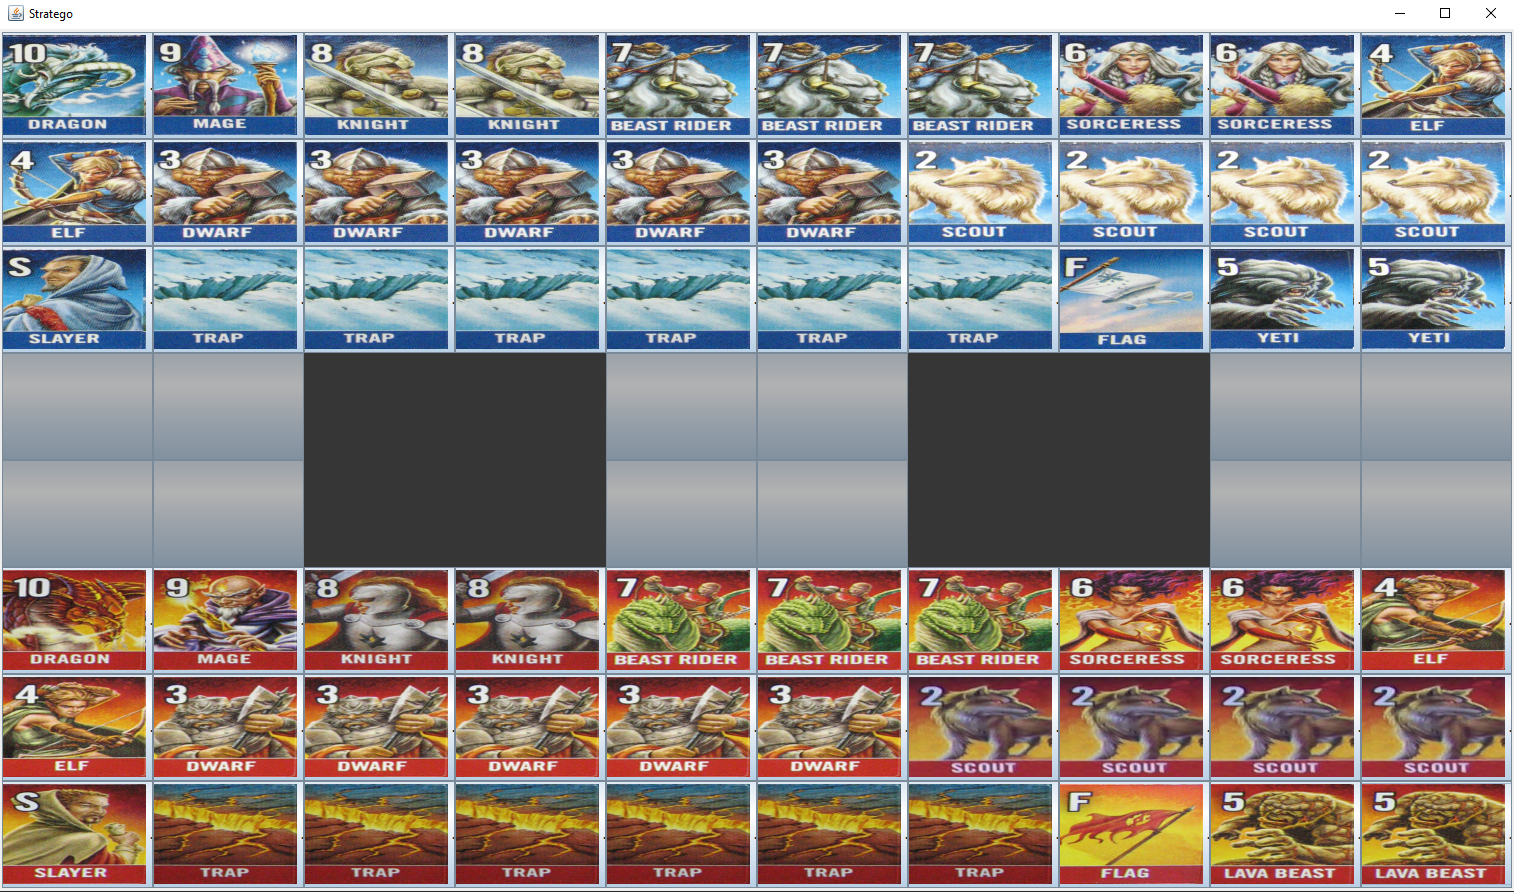 Stratego
10 9 8 8 7 7 7 6 6 4
DRAGON MAGE KNIGHT KNIGHT BEAST RIDER BEAST RIDER BEAST RIDER SORCERESS SORCERESS ELF
4 3 3 3 3 3 2 2 2 2
ELF DWARF DWARF DWARF DWARF DWARF SCOUT SCOUT SCOUT SCOUT
S F 5 5
SLAYER TRAP TRAP TRAP TRAP TRAP TRAP FLAG YETI YETI
10 9 8 8 7 7 7 6 6 4
DRAGON MAGE KNIGHT KNIGHT BEAST RIDER BEAST RIDER BEAST RIDER SORCERESS SORCERESS ELF
4 3 3 3 3 3 2 2 2 2
ELF DWARF DWARF DWARF DWARF DWARF SCOUT SCOUT SCOUT SCOUT
S F 5 5
SLAYER TRAP TRAP TRAP TRAP TRAP TRAP FLAG LAVA BEAST LAVA BEAST